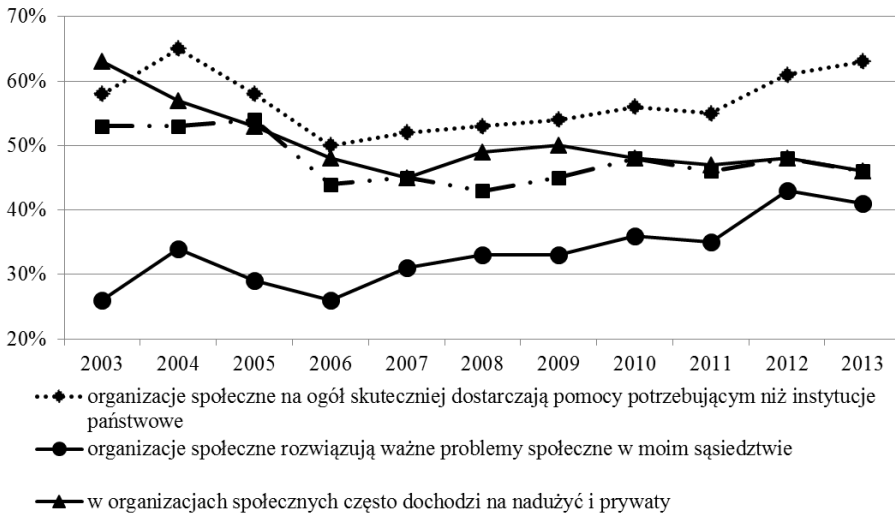 70%
60%
50%
40%
30%
20%
2003 2004 2005 2006 2007 2008 2009 2010 2011 2012 2013
organizacje społeczne na ogół skuteczniej dostarczają pomocy potrzebującym niż instytucje
państwowe
organizacje społeczne rozwiązują ważne problemy społeczne w moim sąsiedztwie
w organizacjach społecznych często dochodzi na nadużyć i prywaty